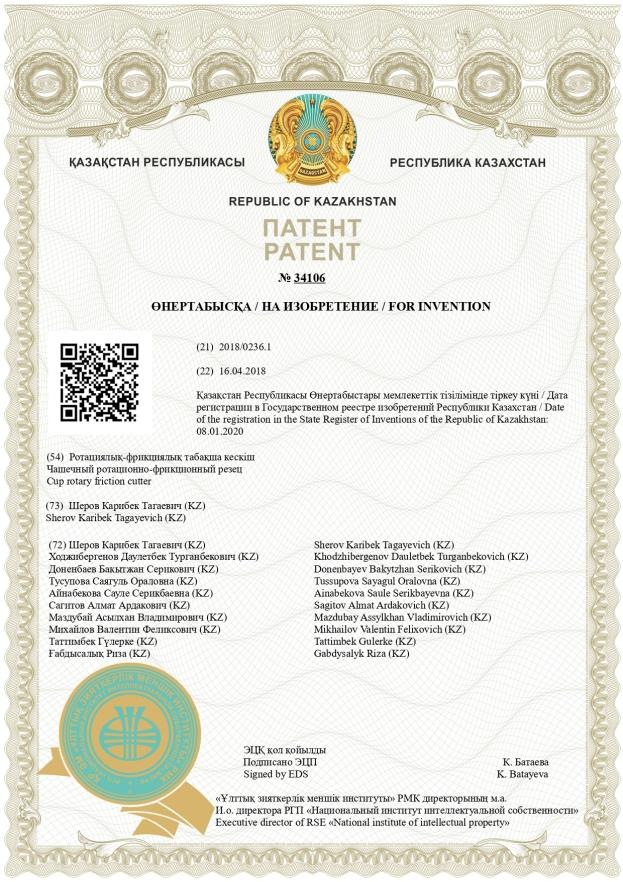 ҚАЗАҚСТАН РЕСПУБЛИКАСЫ
РЕСПУБЛИКА КАЗАХСТАН
REPUBLIC OF KAZAKHSTAN
ПАТЕНТ
PATENT
№ 34106
ӨНЕРТАБЫСҚА / НА ИЗОБРЕТЕНИЕ / FOR INVENTION
(21) 2018/0236.1
(22) 16.04.2018
Қазақстан Республикасы Өнертабыстары мемлекеттік тізілімінде тіркеу күні / Дата
регистрации в Государственном реестре изобретений Республики Казахстан / Date
of the registration in the State Register of Inventions of the Republic of Kazakhstan:
08.01.2020
(54) Ротациялық-фрикциялық табақша кескіш
Чашечный ротационно-фрикционный резец
Cup rotary friction cutter
(73) Шеров Карибек Тагаевич (KZ)
Sherov Karibek Tagayevich (KZ)
(72) Шеров Карибек Тагаевич (KZ)
Ходжибергенов Даулетбек Турганбекович (KZ)
Доненбаев Бакытжан Серикович (KZ)
Тусупова Саягуль Ораловна (KZ)
Айнабекова Сауле Серикбаевна (KZ)
Сагитов Алмат Ардакович (KZ)
Маздубай Асылхан Владимирович (KZ)
Михайлов Валентин Феликсович (KZ)
Таттимбек Гүлерке (KZ)
Ғабдысалық Риза (KZ)
Sherov Karibek Tagayevich (KZ)
Khodzhibergenov Dauletbek Turganbekovich (KZ)
Donenbayev Bakytzhan Serikovich (KZ)
Tussupova Sayagul Oralovna (KZ)
Ainabekova Saule Serikbayevna (KZ)
Sagitov Almat Ardakovich (KZ)
Mazdubay Assylkhan Vladimirovich (KZ)
Mikhailov Valentin Felixovich (KZ)
Tattimbek Gulerke (KZ)
Gabdysalyk Riza (KZ)
ЭЦҚ қол қойылды
Подписано ЭЦП
Signed by EDS
К. Батаева
K. Batayeva
«Ұлттық зияткерлік меншік институты» РМК директорының м.а.
И.о. директора РГП «Национальный институт интеллектуальной собственности»
Executive director of RSE «National institute of intellectual property»